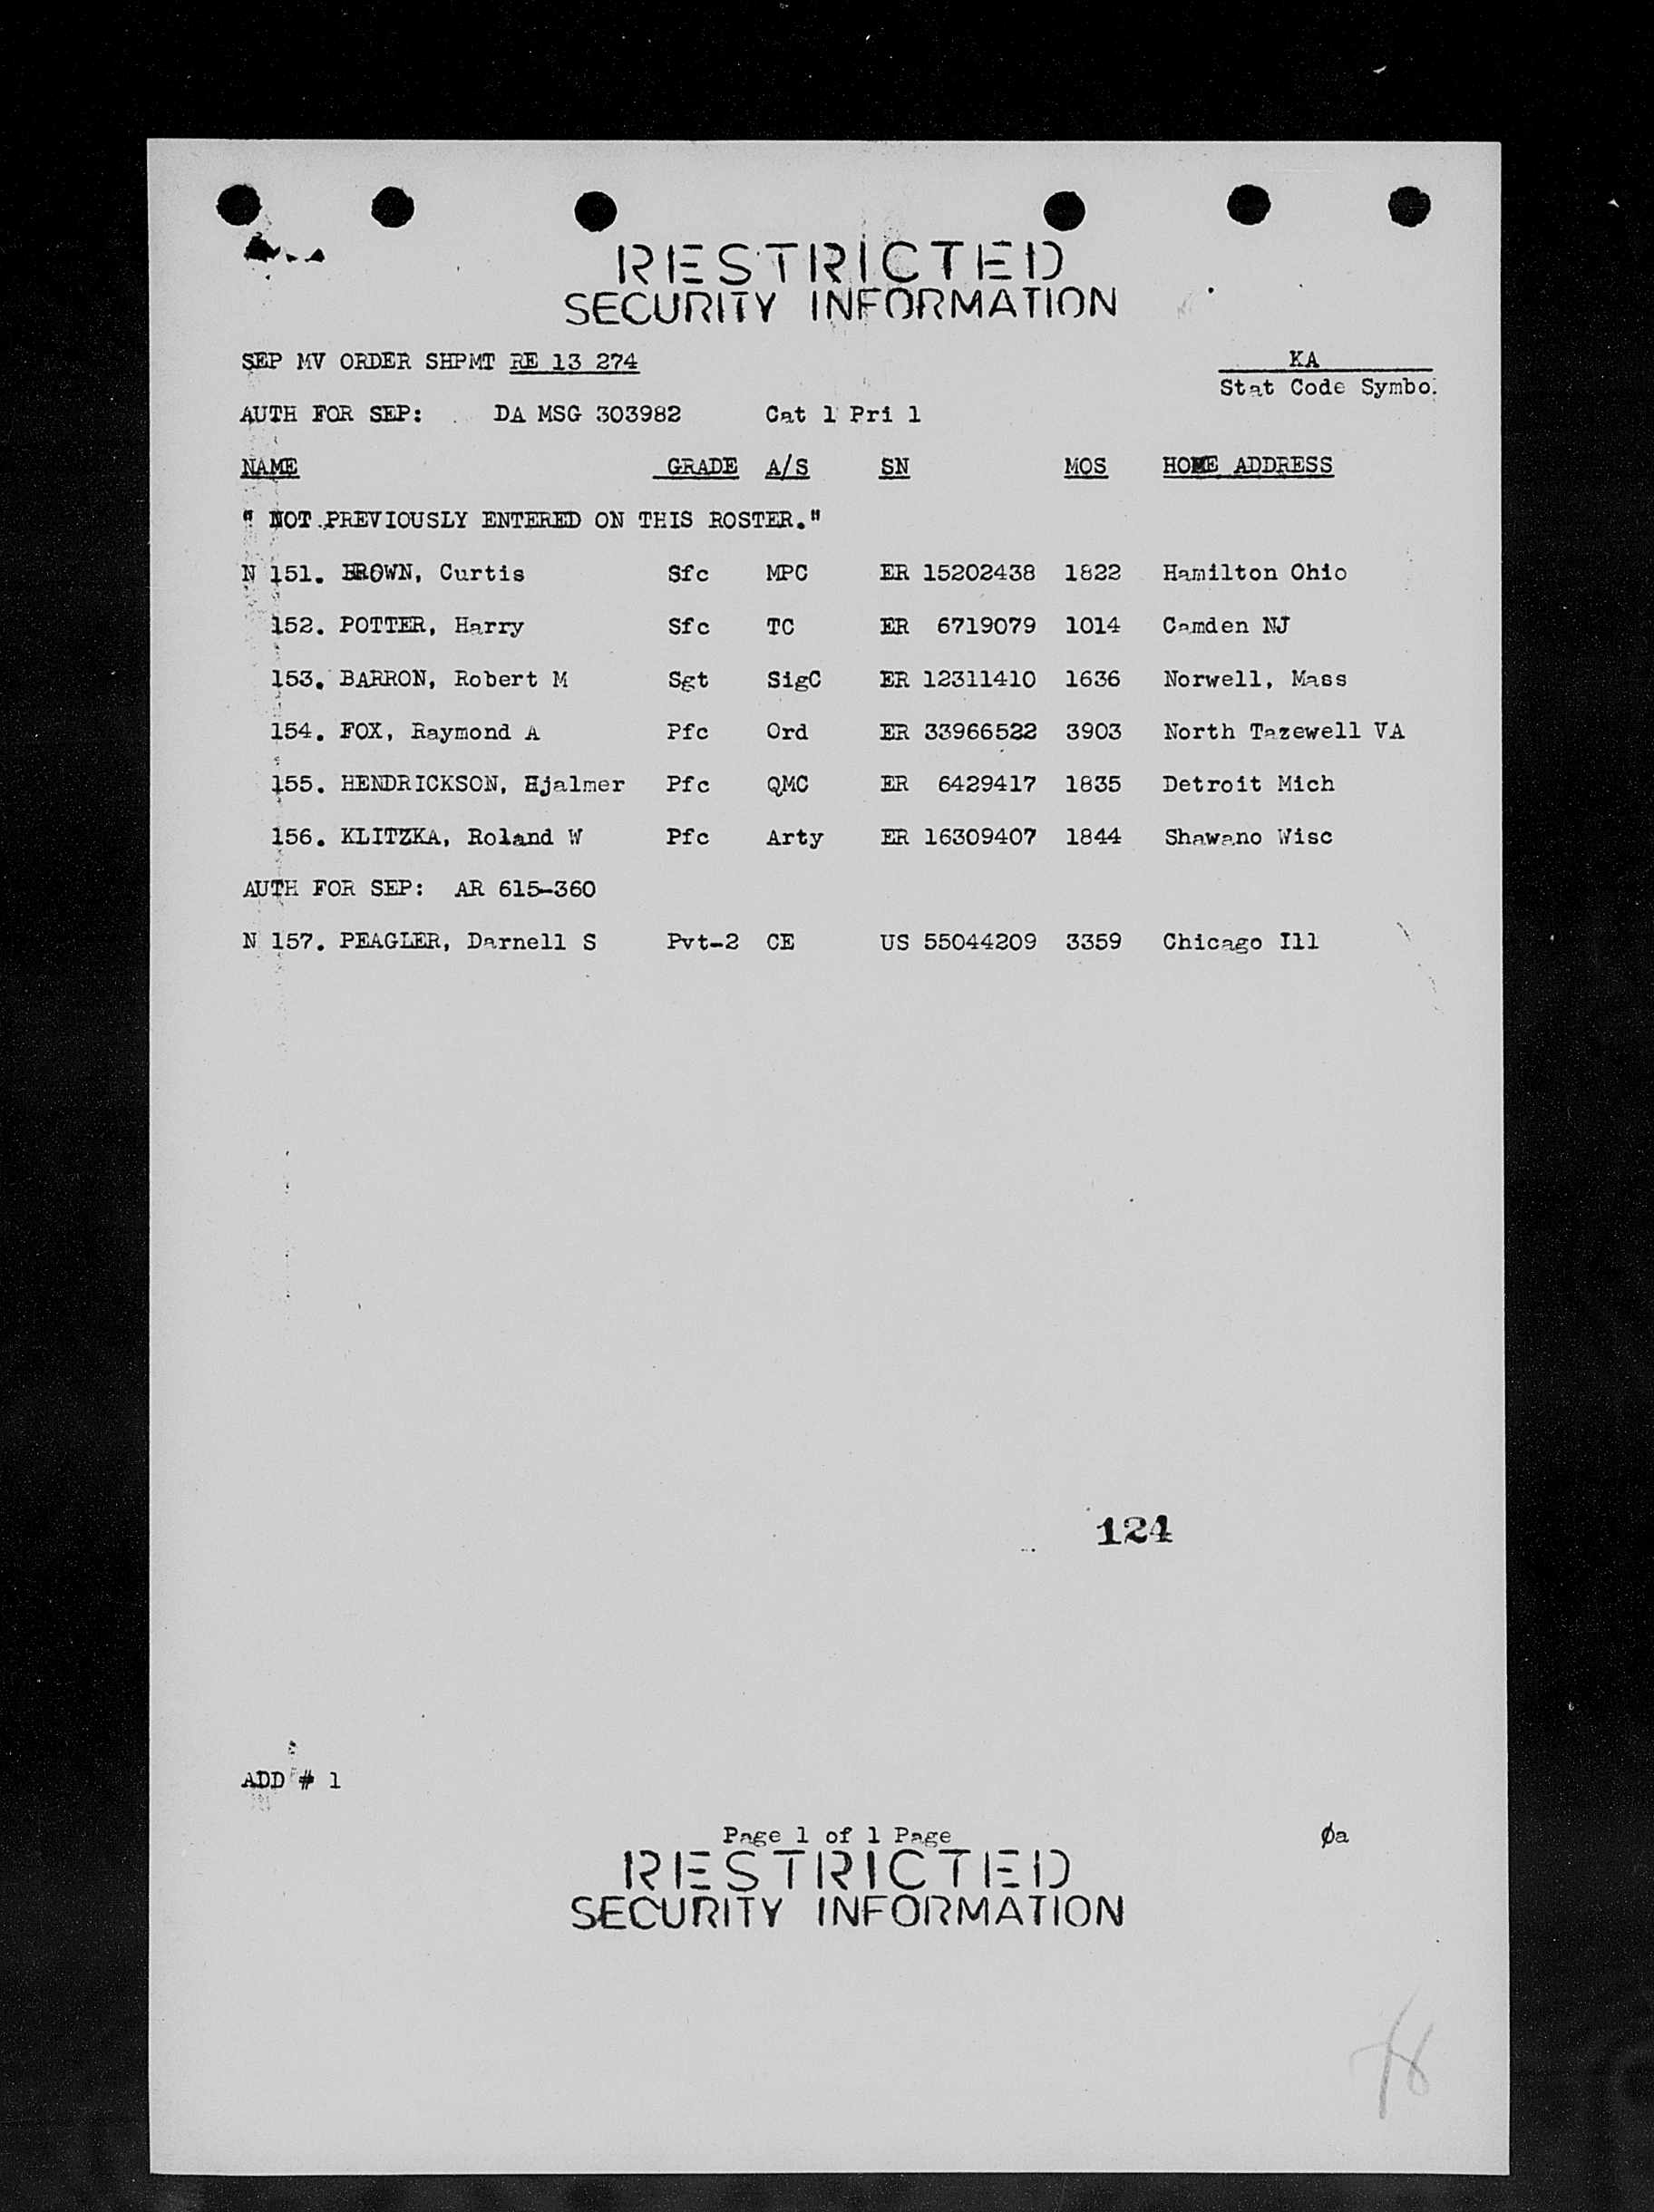 RESTRICTED
SECURITY INFORMATION
SEP MV ORDER SHPMT RE 13 274
KA
Stat Code Symbol
AUTH FOR SEP: DA MSG 303982 Cat 1 Pri 1
NAME GRADE A/S SN MOS HOME ADDRESS
" NOT PREVIOUSLY ENTERED ON THIS ROSTER."
N 151. BROWN, Curtis Sfc MPC ER 15202438 1822 Hamilton Ohio
152. POTTER, Harry Sfc TC ER 6719079 1014 Camden NJ
153. BARRON, Robert M Sgt SigC ER 12311410 1636 Norwell, Mass
154. FOX, Raymond A Pfc Ord ER 33966522 3903 North Tazewell VA
155. HENDRICKSON, Hjalmer Pfc QMC ER 6429417 1835 Detroit Mich
156. KLITZKA, Roland W Pfc Arty ER 16309407 1844 Shawano Wisc
AUTH FOR SEP: AR 615-360
N 157. PEAGLER, Darnell S Pvt-2 CE US 55044209 3359 Chicago Ill
124
ADD # 1
Page 1 of 1 Page
RESTRICTED
SECURITY INFORMATION